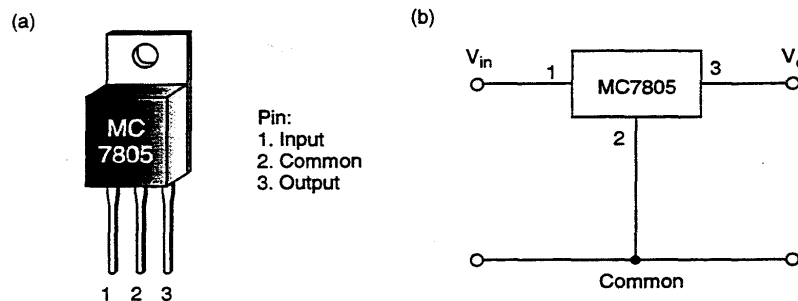 (a)
MC
7805
1 2 3
Pin:
1. Input
2. Common
3. Output
(b)
Vin
1
MC7805
3
2
Common